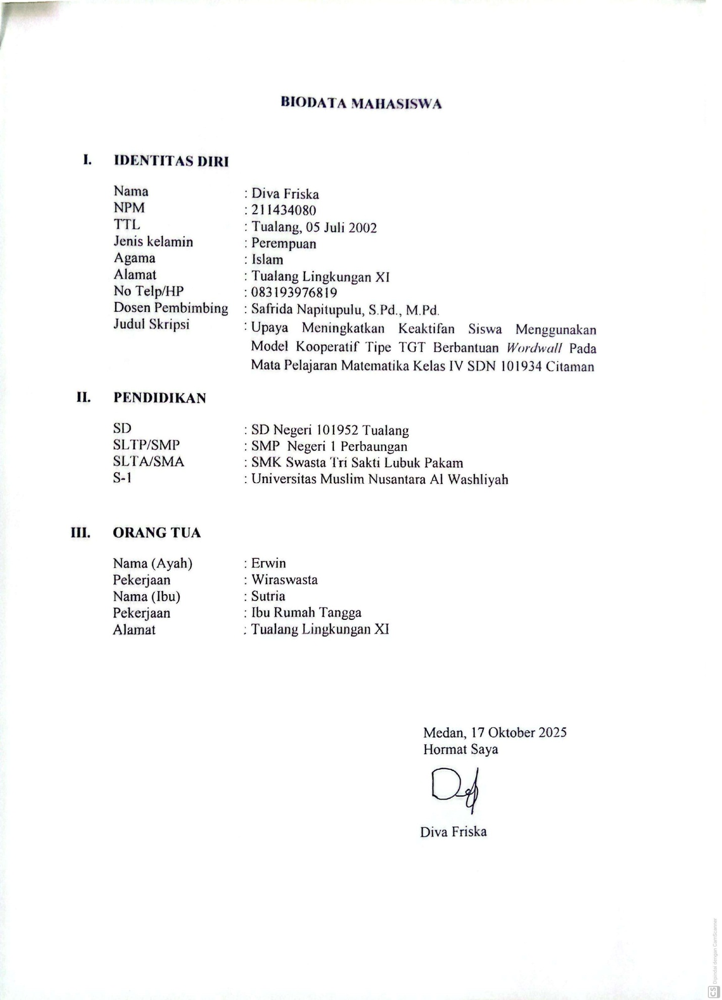 BIODATA MAHASISWA
I. IDENTITAS DIRI
Nama : Diva Friska
NPM : 211434080
TTL : Tualang, 05 Juli 2002
Jenis kelamin : Perempuan
Agama : Islam
Alamat : Tualang Lingkungan XI
No Telp/HP : 083193976819
Dosen Pembimbing : Safrida Napitupulu, S.Pd., M.Pd.
Judul Skripsi : Upaya Meningkatkan Keaktifan Siswa Menggunakan
Model Kooperatif Tipe TGT Berbantuan Wordwall Pada
Mata Pelajaran Matematika Kelas IV SDN 101934 Citaman
II. PENDIDIKAN
SD : SD Negeri 101952 Tualang
SLTP/SMP : SMP Negeri 1 Perbaungan
SLTA/SMA : SMK Swasta Tri Sakti Lubuk Pakam
S-1 : Universitas Muslim Nusantara Al Washliyah
III. ORANG TUA
Nama (Ayah) : Erwin
Pekerjaan : Wiraswasta
Nama (Ibu) : Sutria
Pekerjaan : Ibu Rumah Tangga
Alamat : Tualang Lingkungan XI
Medan, 17 Oktober 2025
Hormat Saya
Diva Friska
CS Dipindai dengan CamScanner